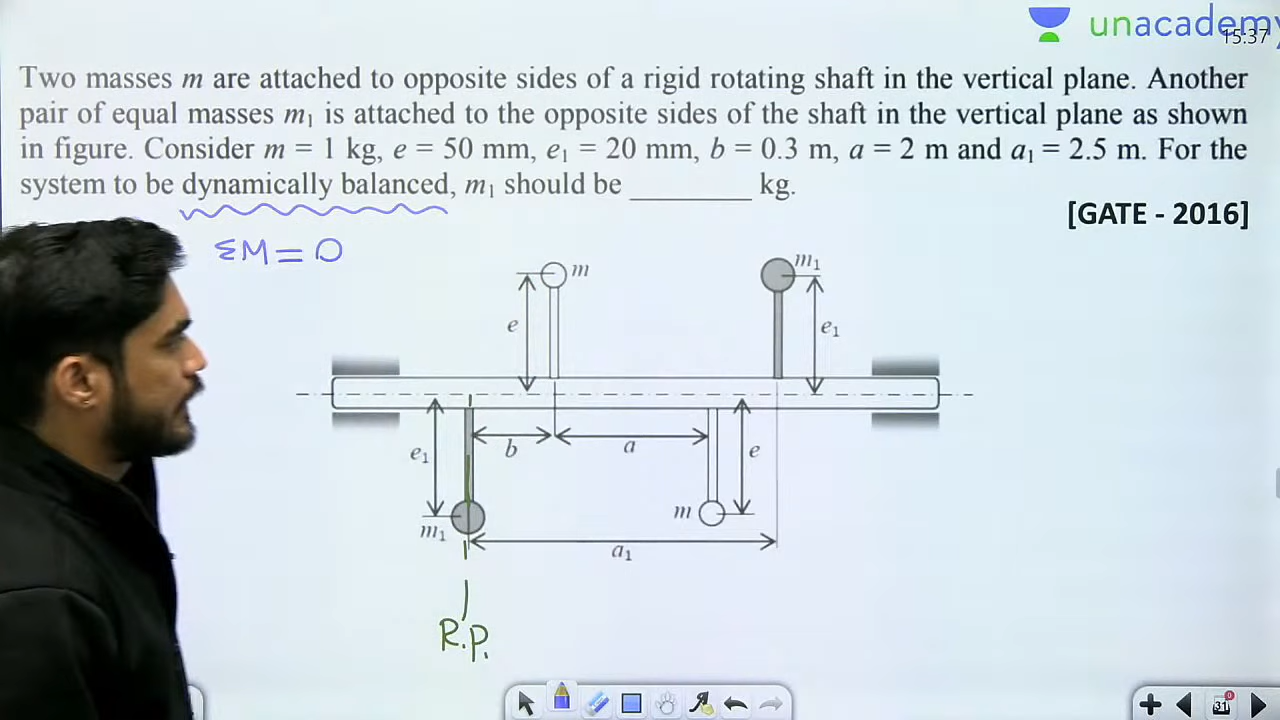 unacademy
15:37
Two masses m are attached to opposite sides of a rigid rotating shaft in the vertical plane. Another
pair of equal masses m₁ is attached to the opposite sides of the shaft in the vertical plane as shown
in figure. Consider m = 1 kg, e = 50 mm, e₁ = 20 mm, b = 0.3 m, a = 2 m and a₁ = 2.5 m. For the
system to be dynamically balanced, m₁ should be ________ kg.
[GATE - 2016]
ΣM = 0
m
m₁
e
e₁
e₁
b
a
e
m₁
m
a₁
R.P.
31
0